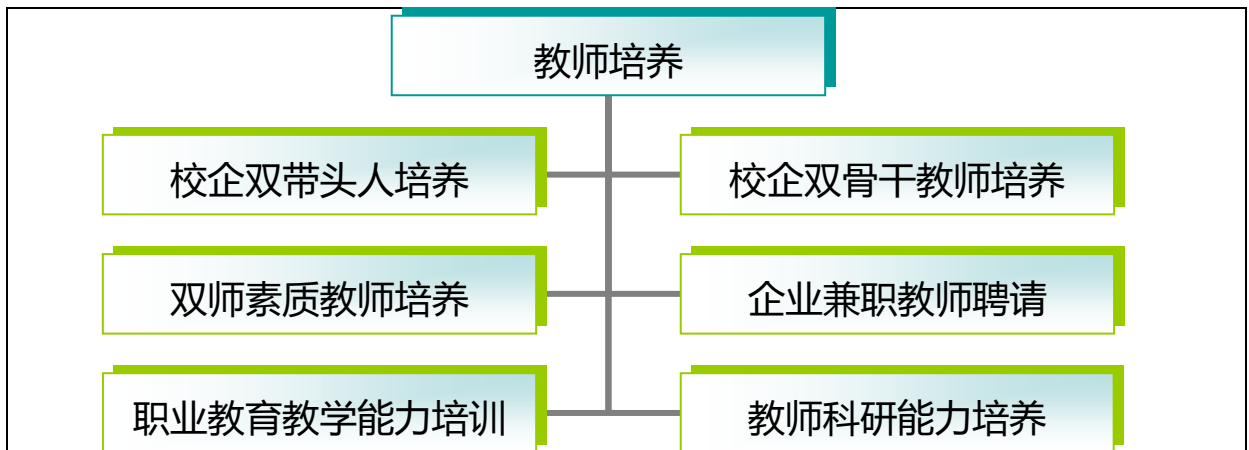 教师培养
校企双带头人培养
校企双骨干教师培养
双师素质教师培养
企业兼职教师聘请
职业教育教学能力培训
教师科研能力培养